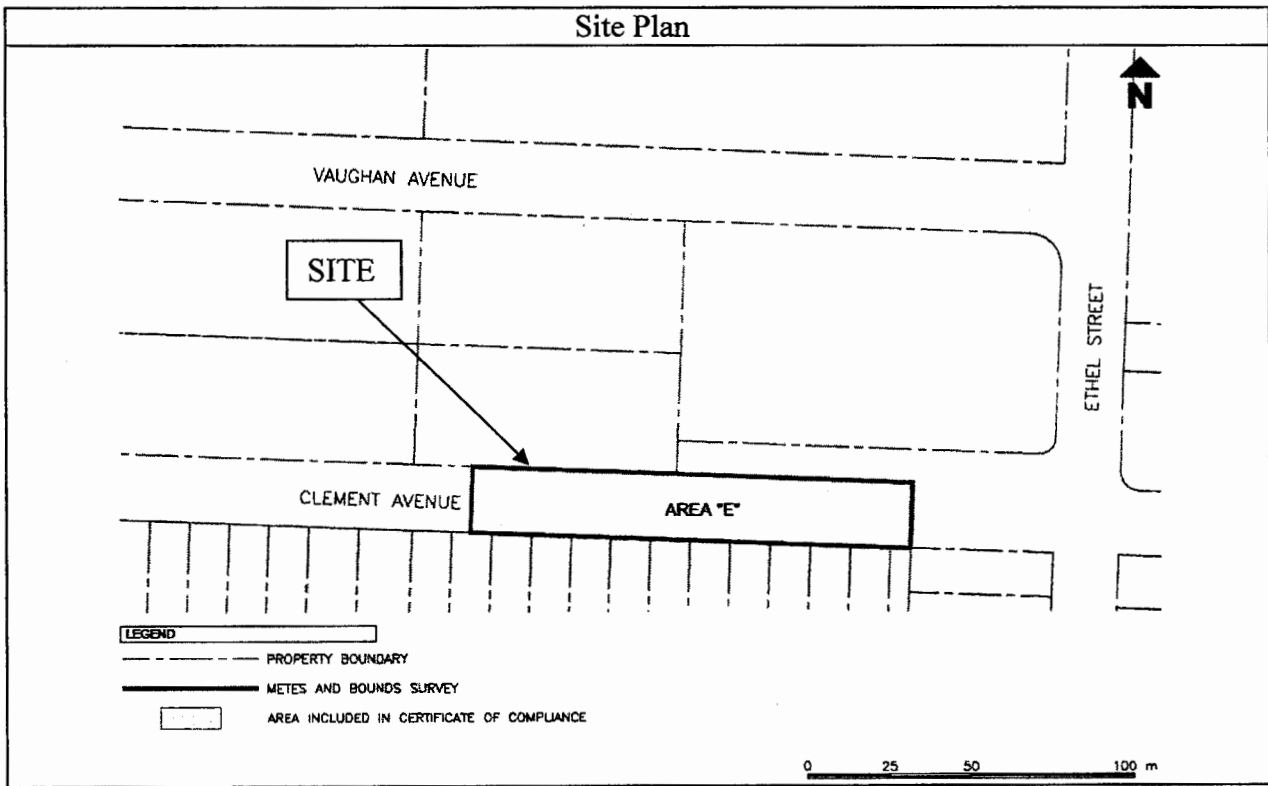 Site Plan
N
VAUGHAN AVENUE
SITE
ETHEL STREET
CLEMENT AVENUE
AREA "E"
LEGEND
PROPERTY BOUNDARY
METES AND BOUNDS SURVEY
AREA INCLUDED IN CERTIFICATE OF COMPLIANCE
0 25 50 100 m